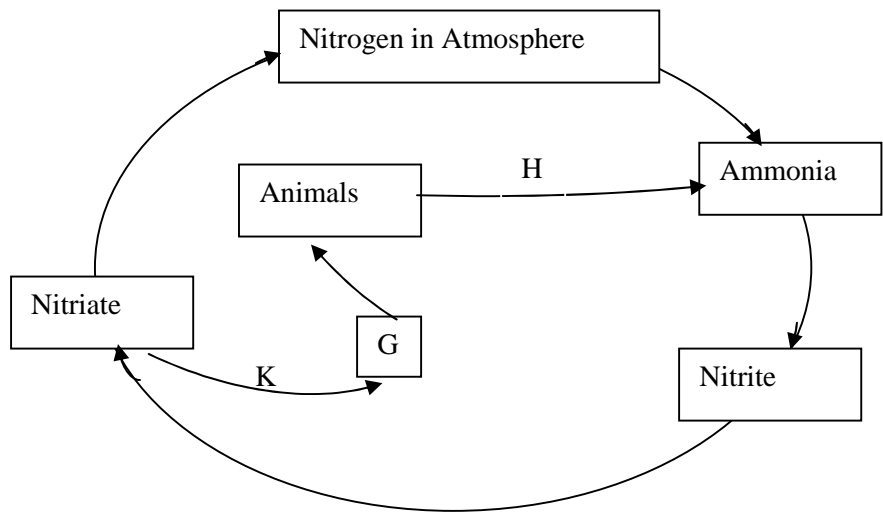 Nitrogen in Atmosphere
H
Ammonia
Animals
Nitriate
G
K
Nitrite